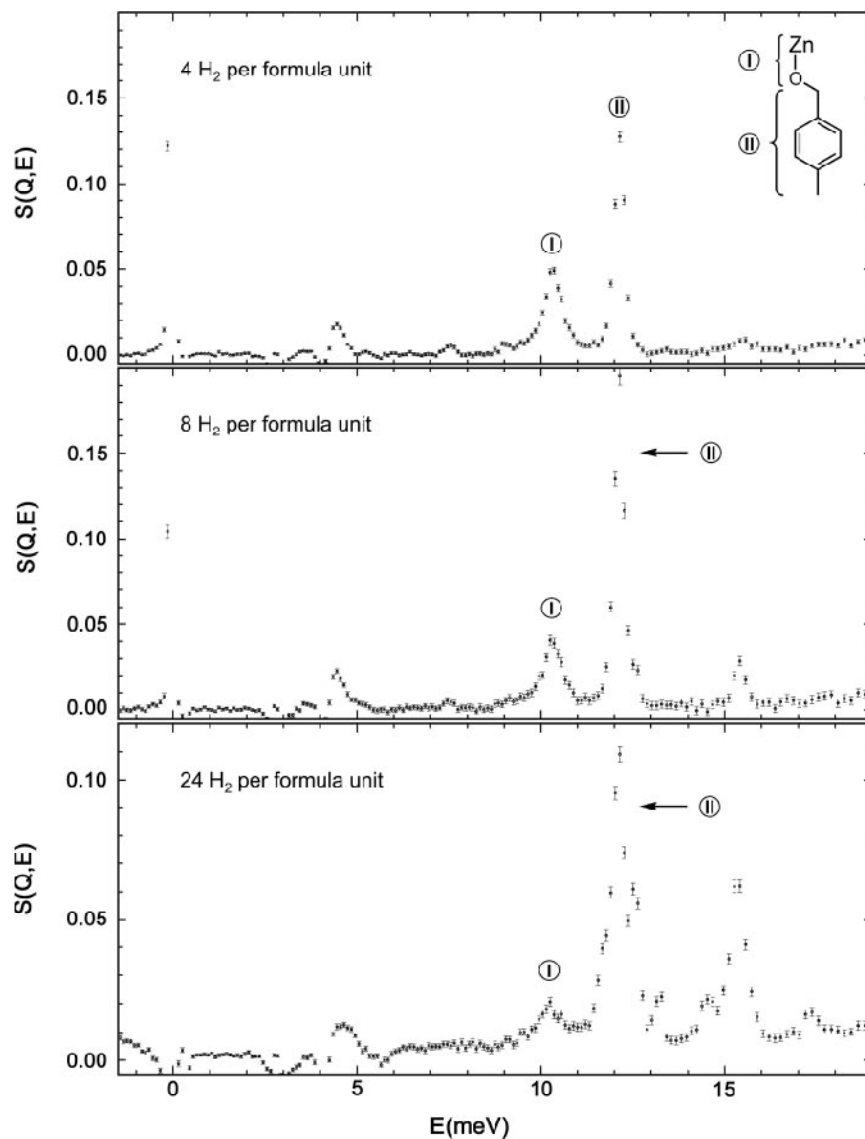 4 H₂ per formula unit
Zn
O
I
II
I
II
S(Q,E)
0.15
0.10
0.05
0.00
8 H₂ per formula unit
II
I
S(Q,E)
0.15
0.10
0.05
0.00
24 H₂ per formula unit
II
I
S(Q,E)
0.10
0.05
0.00
0 5 10 15
E(meV)